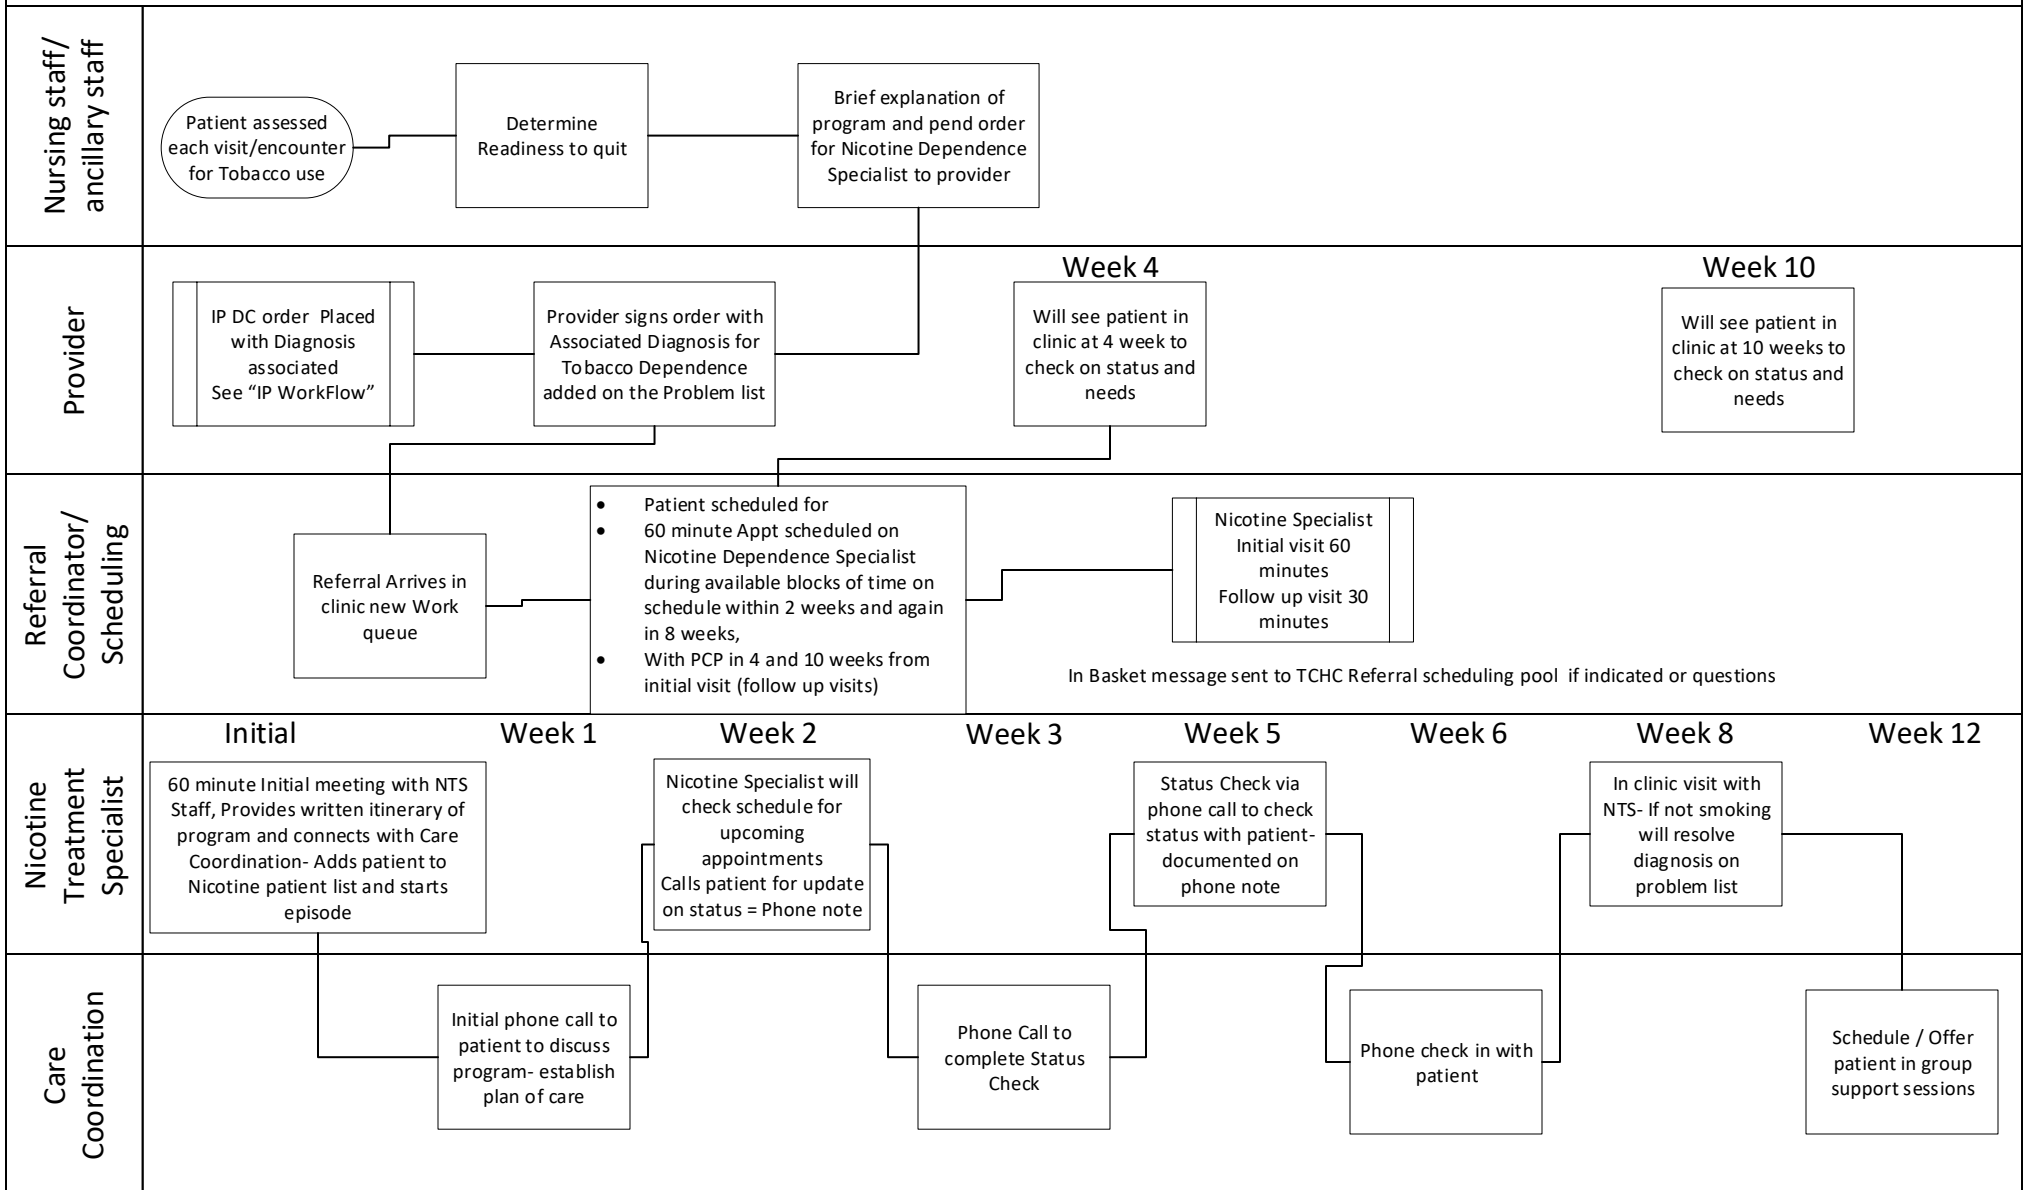 Nursing staff/
ancillary staff
Patient assessed
each visit/encounter
for Tobacco use
Determine
Readiness to quit
Brief explanation of
program and pend order
for Nicotine Dependence
Specialist to provider
Provider
IP DC order Placed
with Diagnosis
associated
See “IP WorkFlow”
Provider signs order with
Associated Diagnosis for
Tobacco Dependence
added on the Problem list
Week 4
Will see patient in
clinic at 4 week to
check on status and
needs
Week 10
Will see patient in
clinic at 10 weeks to
check on status and
needs
Referral
Coordinator/
Scheduling
Referral Arrives in
clinic new Work
queue
• Patient scheduled for
• 60 minute Appt scheduled on
Nicotine Dependence Specialist
during available blocks of time on
schedule within 2 weeks and again
in 8 weeks,
• With PCP in 4 and 10 weeks from
initial visit (follow up visits)
Nicotine Specialist
Initial visit 60
minutes
Follow up visit 30
minutes
In Basket message sent to TCHC Referral scheduling pool if indicated or questions
Nicotine
Treatment
Specialist
Initial
60 minute Initial meeting with NTS
Staff, Provides written itinerary of
program and connects with Care
Coordination- Adds patient to
Nicotine patient list and starts
episode
Week 1
Week 2
Nicotine Specialist will
check schedule for
upcoming
appointments
Calls patient for update
on status = Phone note
Week 3
Week 5
Status Check via
phone call to check
status with patient-
documented on
phone note
Week 6
Week 8
In clinic visit with
NTS- If not smoking
will resolve
diagnosis on
problem list
Week 12
Care
Coordination
Initial phone call to
patient to discuss
program- establish
plan of care
Phone Call to
complete Status
Check
Phone check in with
patient
Schedule / Offer
patient in group
support sessions